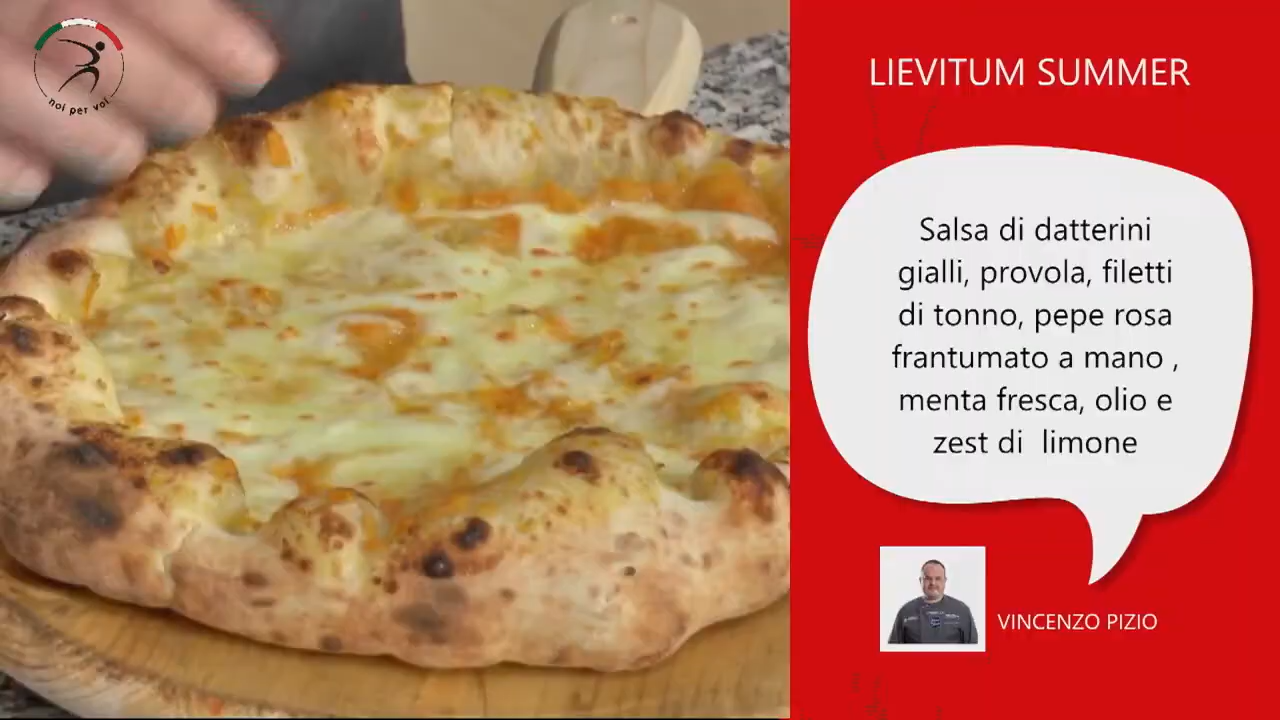 noi per voi
LIEVITUM SUMMER
Salsa di datterini
gialli, provola, filetti
di tonno, pepe rosa
frantumato a mano ,
menta fresca, olio e
zest di limone
VINCENZO PIZIO